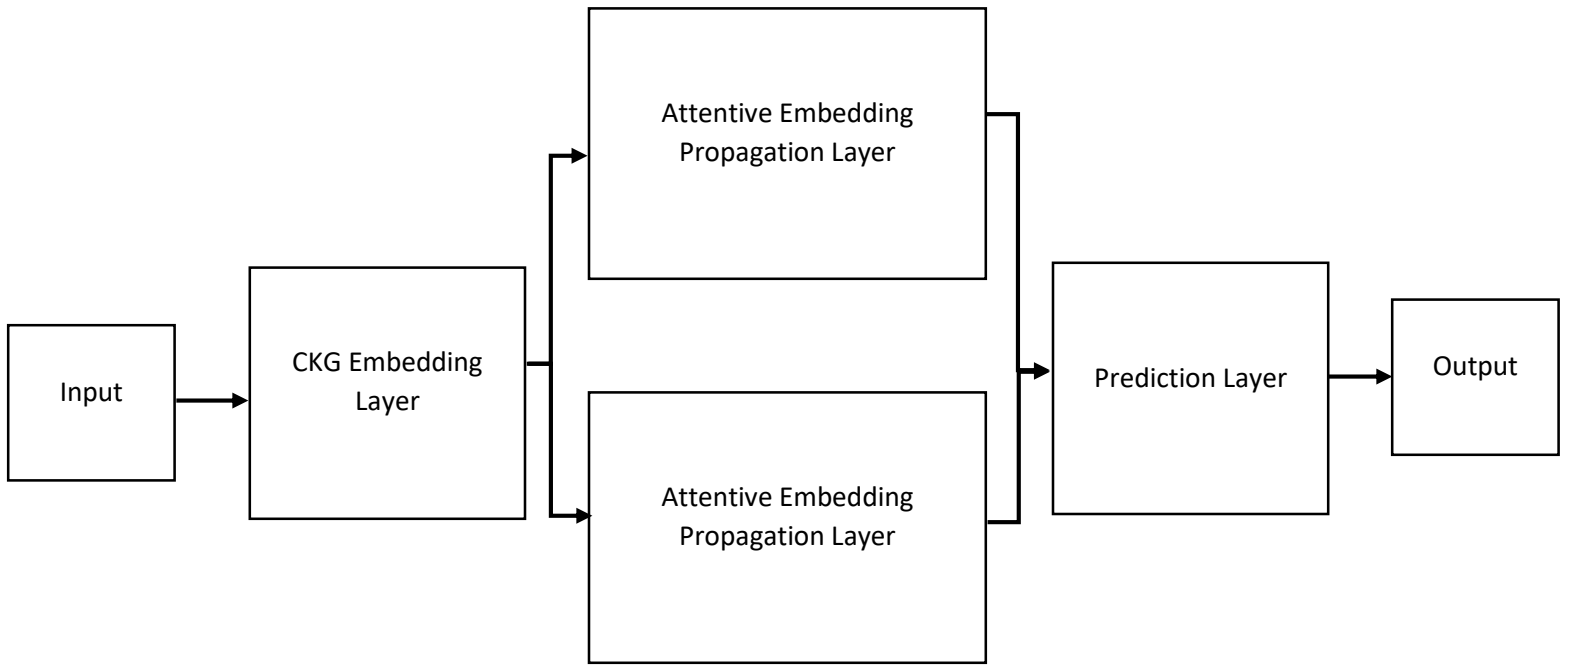 Input
CKG Embedding
Layer
Attentive Embedding
Propagation Layer
Attentive Embedding
Propagation Layer
Prediction Layer
Output